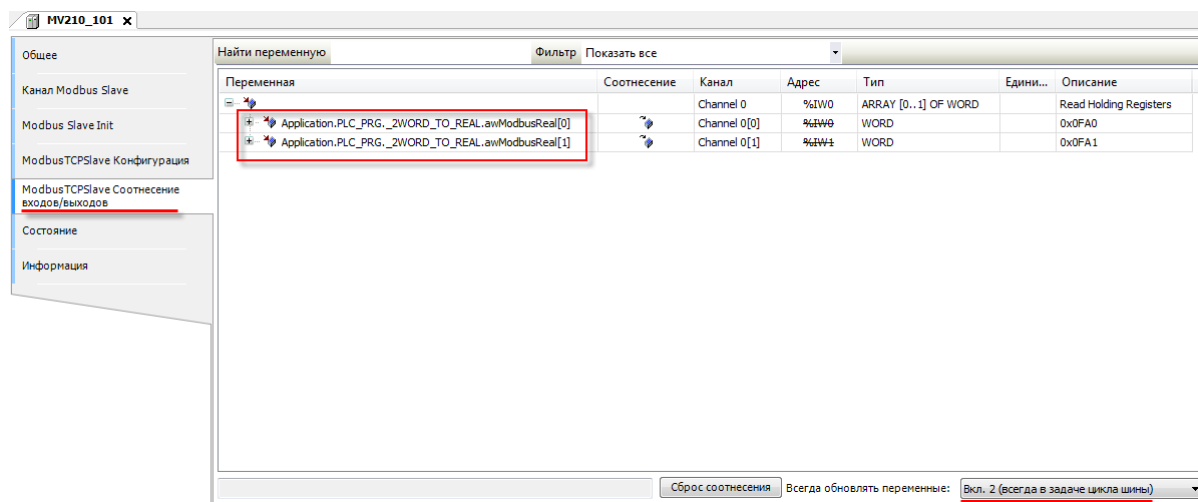 MV210_101 x
Общее
Канал Modbus Slave
Modbus Slave Init
ModbusTCPSlave Конфигурация
ModbusTCPSlave Соотнесение
входов/выходов
Состояние
Информация
Найти переменную Фильтр Показать все
Переменная Соотнесение Канал Адрес Тип Едини... Описание
Channel 0 %IW0 ARRAY [0..1] OF WORD Read Holding Registers
Application.PLC_PRG._2WORD_TO_REAL.awModbusReal[0] Channel 0[0] %IW0 WORD 0x0FA0
Application.PLC_PRG._2WORD_TO_REAL.awModbusReal[1] Channel 0[1] %IW1 WORD 0x0FA1
Сброс соотнесения Всегда обновлять переменные: Вкл. 2 (всегда в задаче цикла шины)